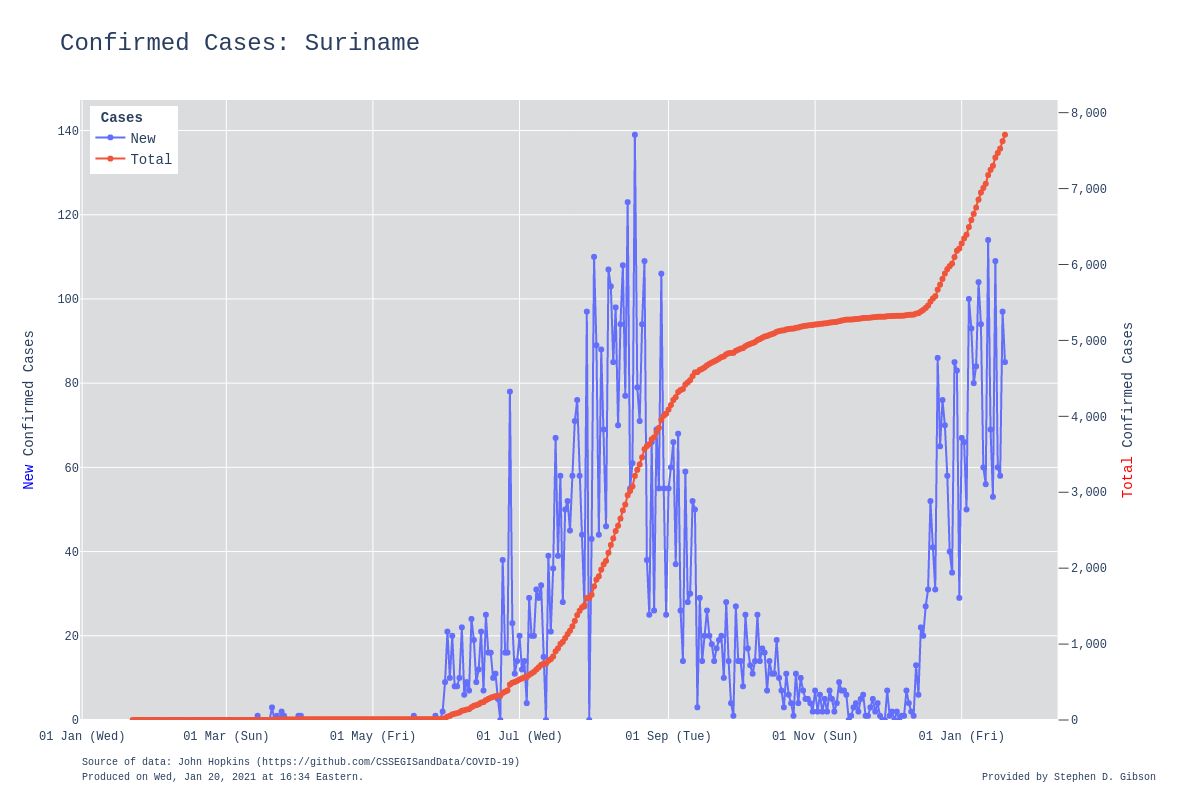 Confirmed Cases: Suriname
Cases
New
Total
140
120
100
80
60
40
20
0
8,000
7,000
6,000
5,000
4,000
3,000
2,000
1,000
0
New Confirmed Cases
Total Confirmed Cases
01 Jan (Wed)
01 Mar (Sun)
01 May (Fri)
01 Jul (Wed)
01 Sep (Tue)
01 Nov (Sun)
01 Jan (Fri)
Source of data: John Hopkins (https://github.com/CSSEGISandData/COVID-19)
Produced on Wed, Jan 20, 2021 at 16:34 Eastern.
Provided by Stephen D. Gibson